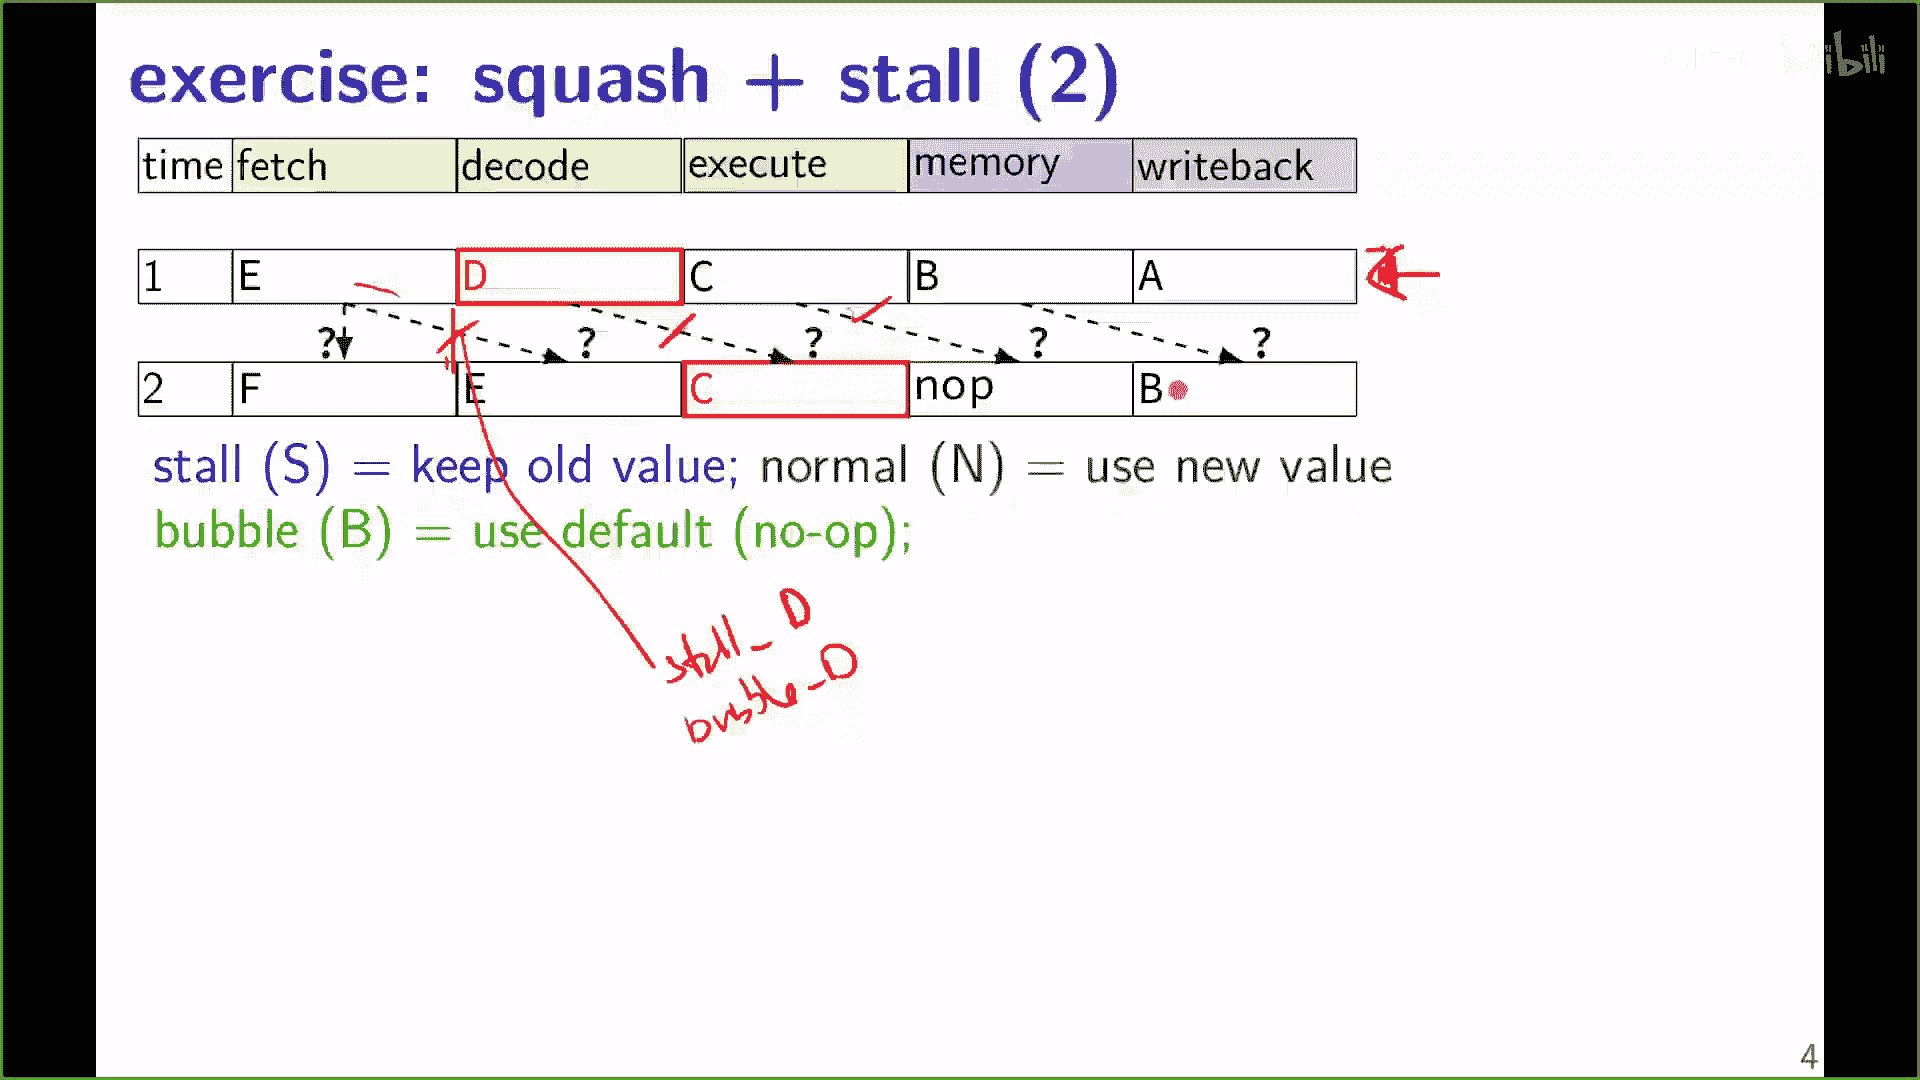 exercise: squash + stall (2)
time fetch decode execute memory writeback
1 E D C B A
? ? ? ? ?
2 F E C nop B
stall (S) = keep old value; normal (N) = use new value
bubble (B) = use default (no-op);
stall_D
bubble_D
4